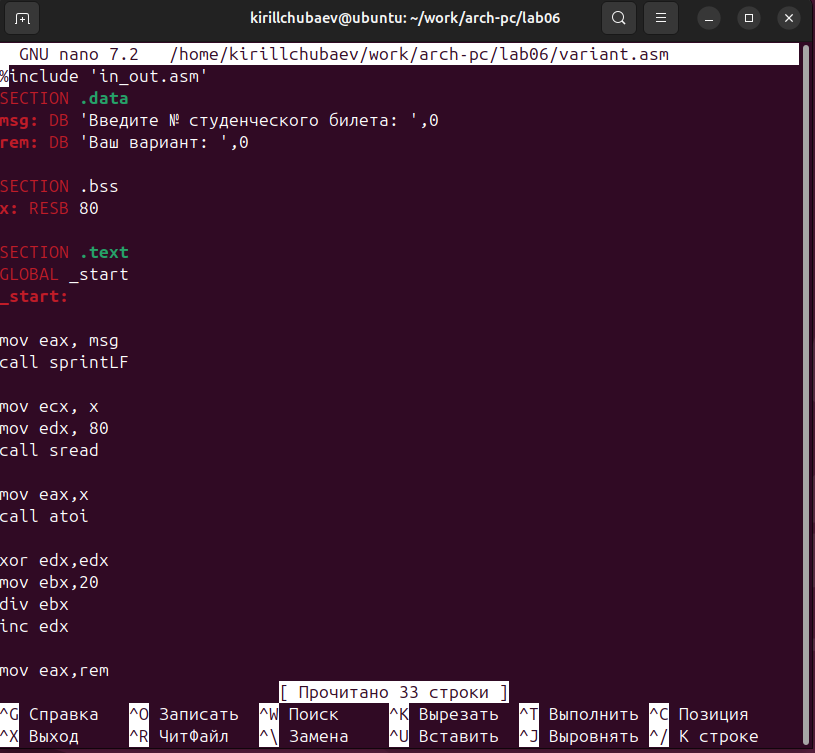 kirillchubaev@ubuntu: ~/work/arch-pc/lab06
GNU nano 7.2 /home/kirillchubaev/work/arch-pc/lab06/variant.asm
%include 'in_out.asm'
SECTION .data
msg: DB 'Введите № студенческого билета: ',0
rem: DB 'Ваш вариант: ',0
SECTION .bss
x: RESB 80
SECTION .text
GLOBAL _start
_start:
mov eax, msg
call sprintLF
mov ecx, x
mov edx, 80
call sread
mov eax,x
call atoi
xor edx,edx
mov ebx,20
div ebx
inc edx
mov eax,rem
[ Прочитано 33 строки ]
^G Справка ^O Записать ^W Поиск ^K Вырезать ^T Выполнить ^C Позиция
^X Выход ^R ЧитФайл ^\ Замена ^U Вставить ^J Выровнять ^/ К строке